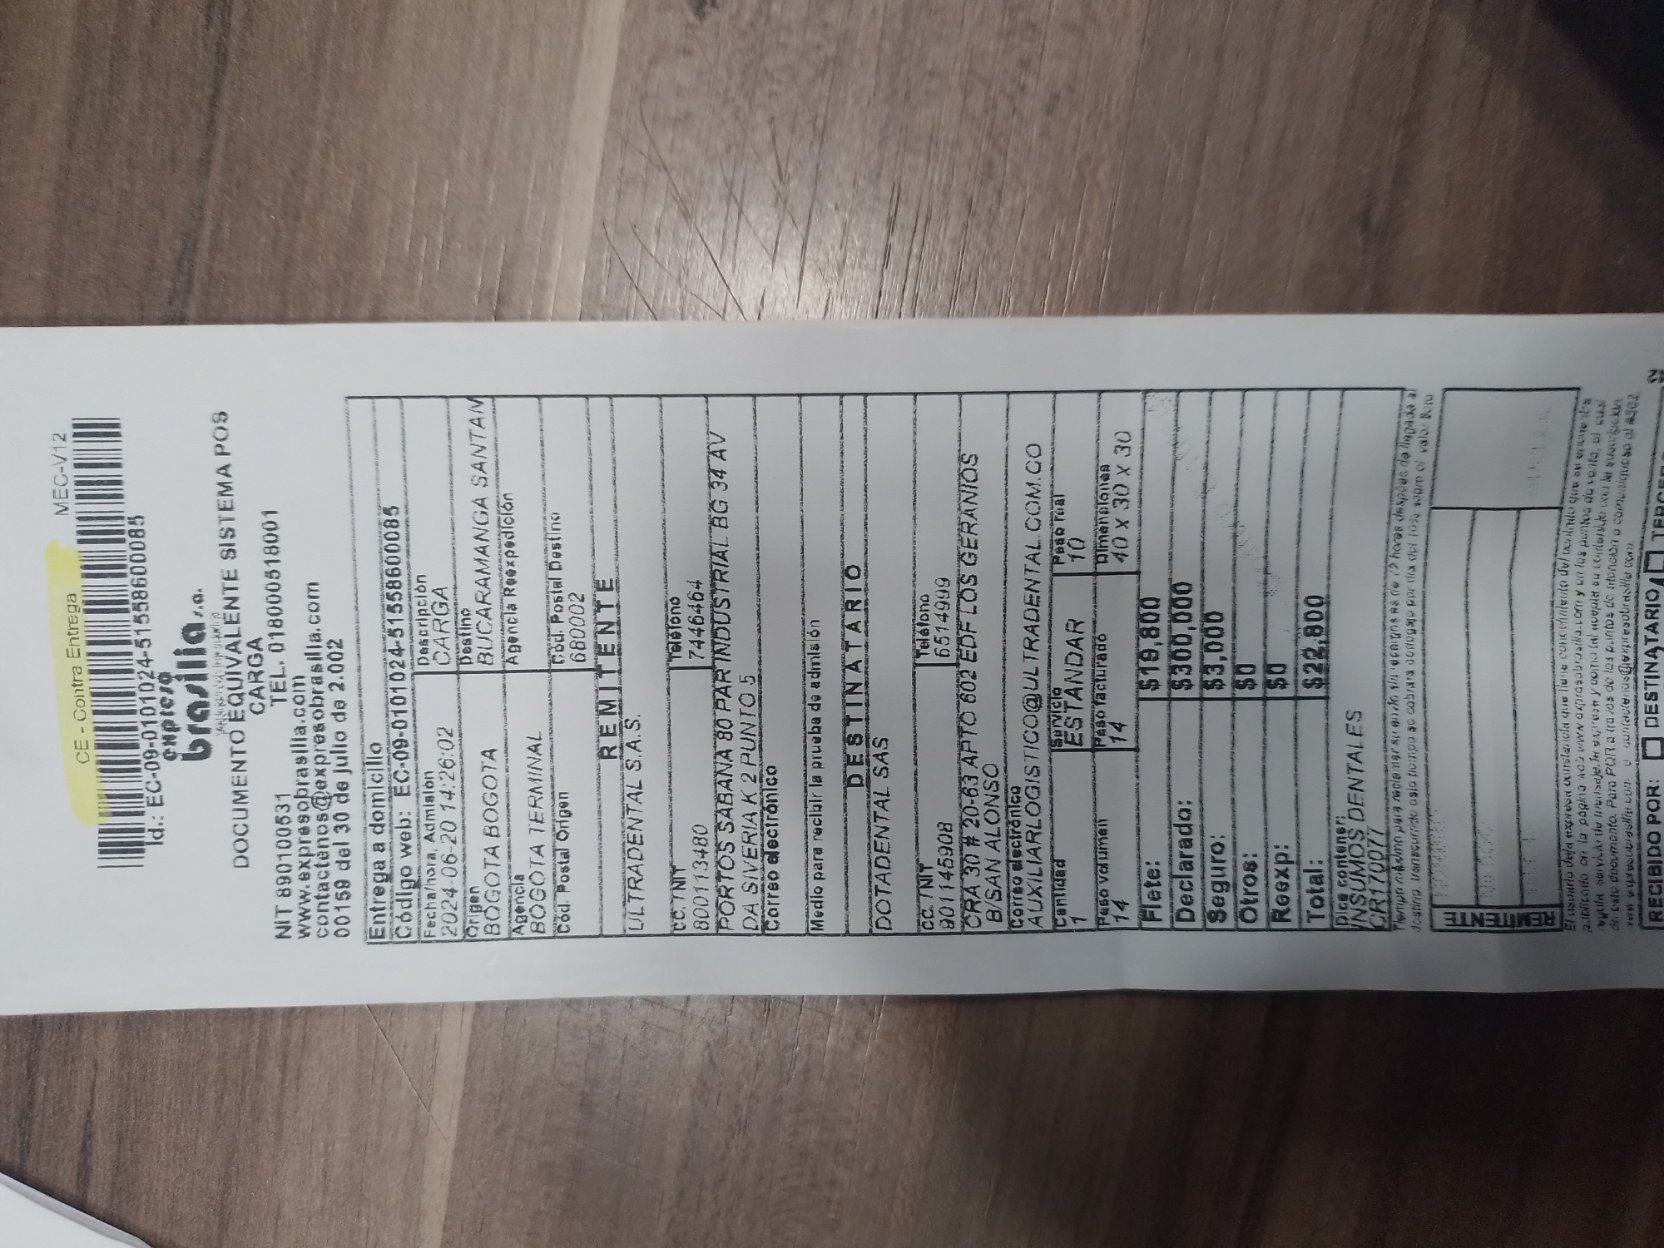 CE - Contra Entrega MEC-V12
Id.: EC-09-0101024-51558600085
expreso
brasilia s.a.
DOCUMENTO EQUIVALENTE SISTEMA POS
CARGA
NIT 890100531 TEL. 018000518001
www.expresobrasilia.com
contactenos@expresobrasilia.com
00159 del 30 de julio de 2.002
Entrega a domicilio
Código web: EC-09-0101024-51558600085
Fecha/hora Admisión Descripción
2024-06-20 14:26:02 CARGA
Origen Destino
BOGOTA BOGOTA BUCARAMANGA SANTAN
Agencia Agencia Reexpedición
BOGOTA TERMINAL
Cód. Postal Origen Cód. Postal Destino
680002
REMITENTE
ULTRADENTAL S.A.S.
CC. / NIT Teléfono
800113480 7446464
PORTOS SABANA 80 PAR INDUSTRIAL BG 34 AV
DA SIVERIA K 2 PUNTO 5
Correo electrónico
Medio para recibir la prueba de admisión
DESTINATARIO
DOTADENTAL SAS
CC. / NIT Teléfono
901145908 6514999
CRA 30 # 20-63 APTO 602 EDF LOS GERANIOS
B/SAN ALONSO
Correo electrónico
AUXILIARLOGISTICO@ULTRADENTAL.COM.CO
Cantidad Servicio Peso real
1 ESTANDAR 10
Peso volumen Peso facturado Dimensiones
14 14 40 X 30 X 30
Flete: $19,800
Declarado: $300,000
Seguro: $3,000
Otros: $0
Reexp: $0
Total: $22,800
Dice contener:
INSUMOS DENTALES
CR170077
REMITENTE
RECIBIDO POR: DESTINATARIO